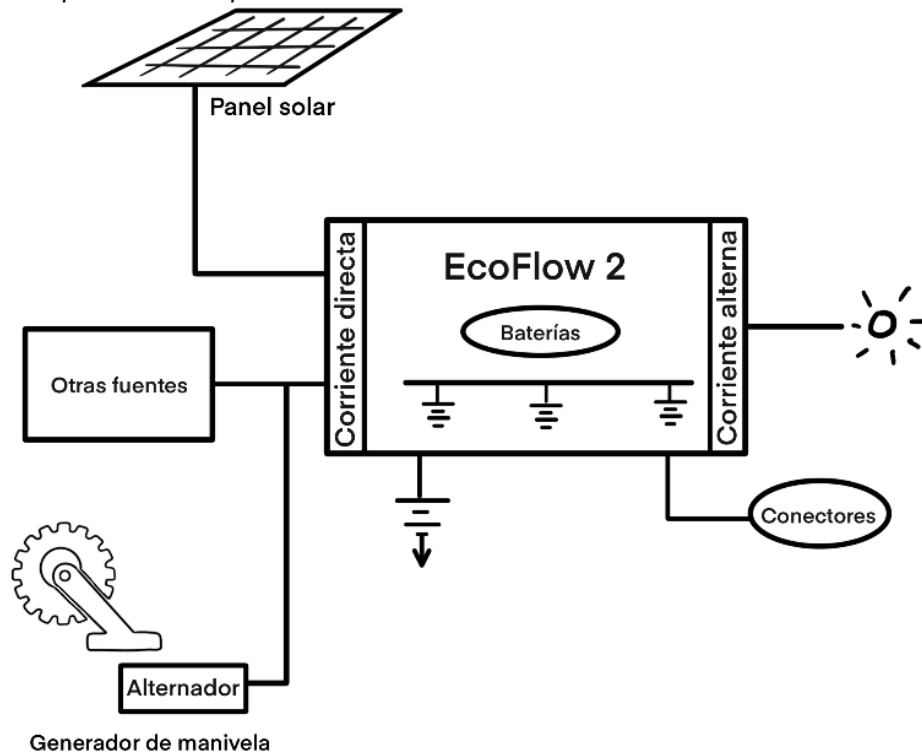 Panel solar
Corriente directa
EcoFlow 2
Baterías
Corriente alterna
Otras fuentes
Conectores
Alternador
Generador de manivela